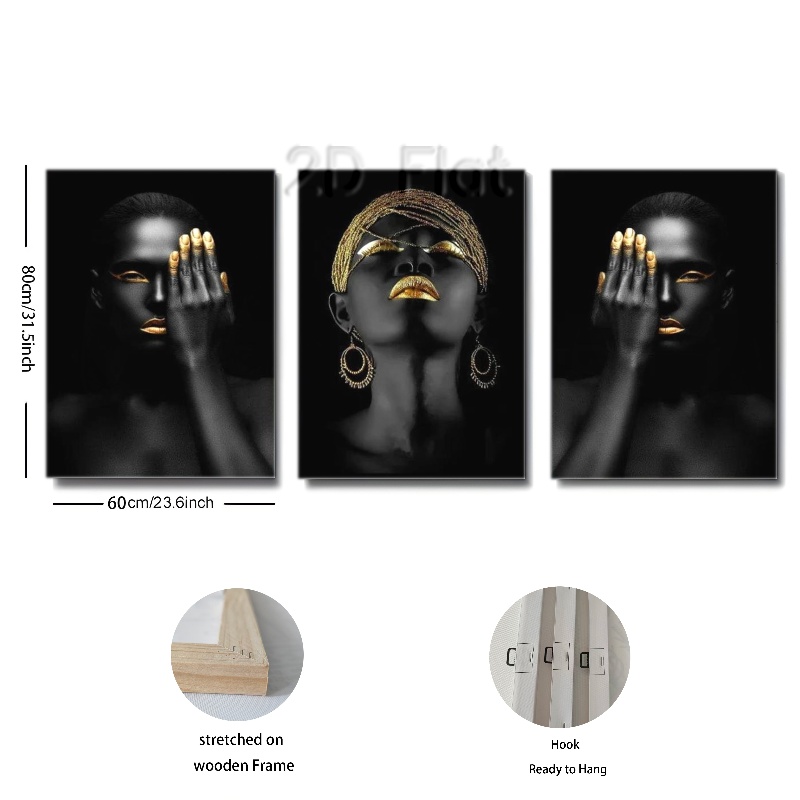 2D Flat
80cm/31.5inch
60cm/23.6inch
stretched on
wooden Frame
Hook
Ready to Hang